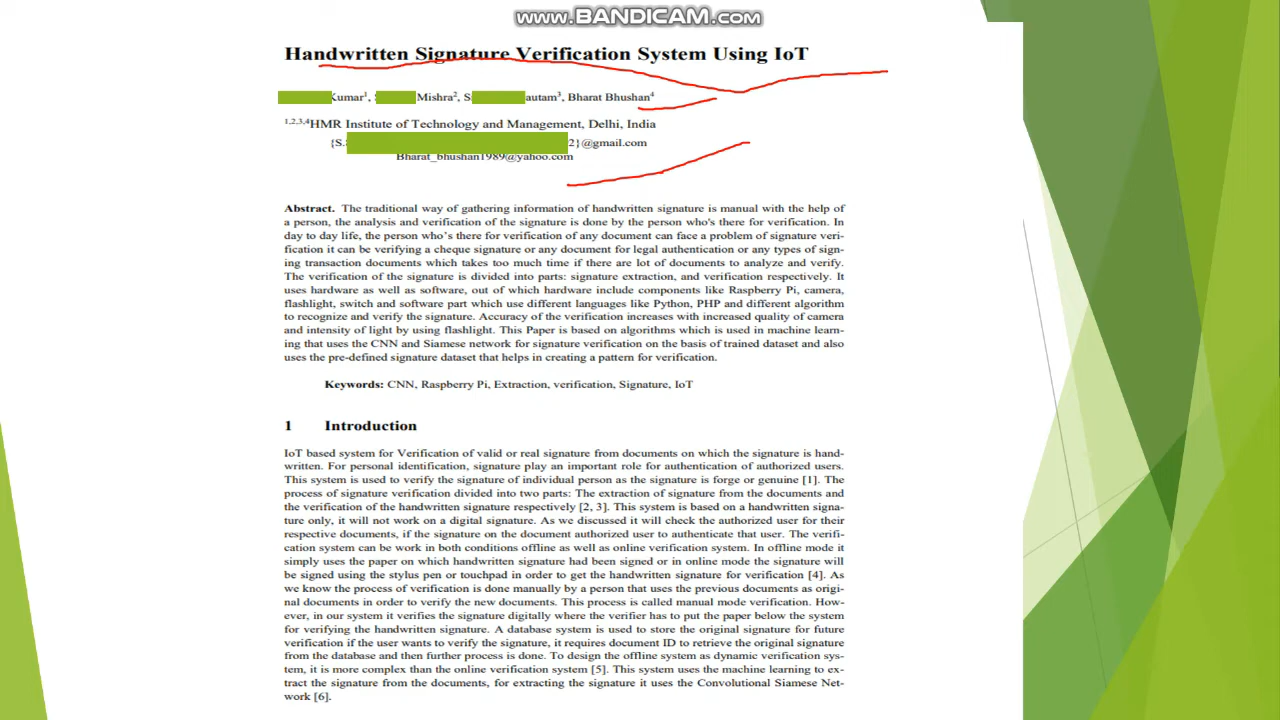 www.BANDICAM.com
Handwritten Signature Verification System Using IoT
Kumar¹, Mishra², S autam³, Bharat Bhushan⁴
¹,²,³,⁴HMR Institute of Technology and Management, Delhi, India
{S. 2}@gmail.com
Bharat_bhushan1989@yahoo.com
Abstract. The traditional way of gathering information of handwritten signature is manual with the help of
a person, the analysis and verification of the signature is done by the person who's there for verification. In
day to day life, the person who's there for verification of any document can face a problem of signature veri-
fication it can be verifying a cheque signature or any document for legal authentication or any types of sign-
ing transaction documents which takes too much time if there are lot of documents to analyze and verify.
The verification of the signature is divided into parts: signature extraction, and verification respectively. It
uses hardware as well as software, out of which hardware include components like Raspberry Pi, camera,
flashlight, switch and software part which use different languages like Python, PHP and different algorithm
to recognize and verify the signature. Accuracy of the verification increases with increased quality of camera
and intensity of light by using flashlight. This Paper is based on algorithms which is used in machine learn-
ing that uses the CNN and Siamese network for signature verification on the basis of trained dataset and also
uses the pre-defined signature dataset that helps in creating a pattern for verification.
Keywords: CNN, Raspberry Pi, Extraction, verification, Signature, IoT
1 Introduction
IoT based system for Verification of valid or real signature from documents on which the signature is hand-
written. For personal identification, signature play an important role for authentication of authorized users.
This system is used to verify the signature of individual person as the signature is forge or genuine [1]. The
process of signature verification divided into two parts: The extraction of signature from the documents and
the verification of the handwritten signature respectively [2, 3]. This system is based on a handwritten signa-
ture only, it will not work on a digital signature. As we discussed it will check the authorized user for their
respective documents, if the signature on the document authorized user to authenticate that user. The verifi-
cation system can be work in both conditions offline as well as online verification system. In offline mode it
simply uses the paper on which handwritten signature had been signed or in online mode the signature will
be signed using the stylus pen or touchpad in order to get the handwritten signature for verification [4]. As
we know the process of verification is done manually by a person that uses the previous documents as origi-
nal documents in order to verify the new documents. This process is called manual mode verification. How-
ever, in our system it verifies the signature digitally where the verifier has to put the paper below the system
for verifying the handwritten signature. A database system is used to store the original signature for future
verification if the user wants to verify the signature, it requires document ID to retrieve the original signature
from the database and then further process is done. To design the offline system as dynamic verification sys-
tem, it is more complex than the online verification system [5]. This system uses the machine learning to ex-
tract the signature from the documents, for extracting the signature it uses the Convolutional Siamese Net-
work [6].